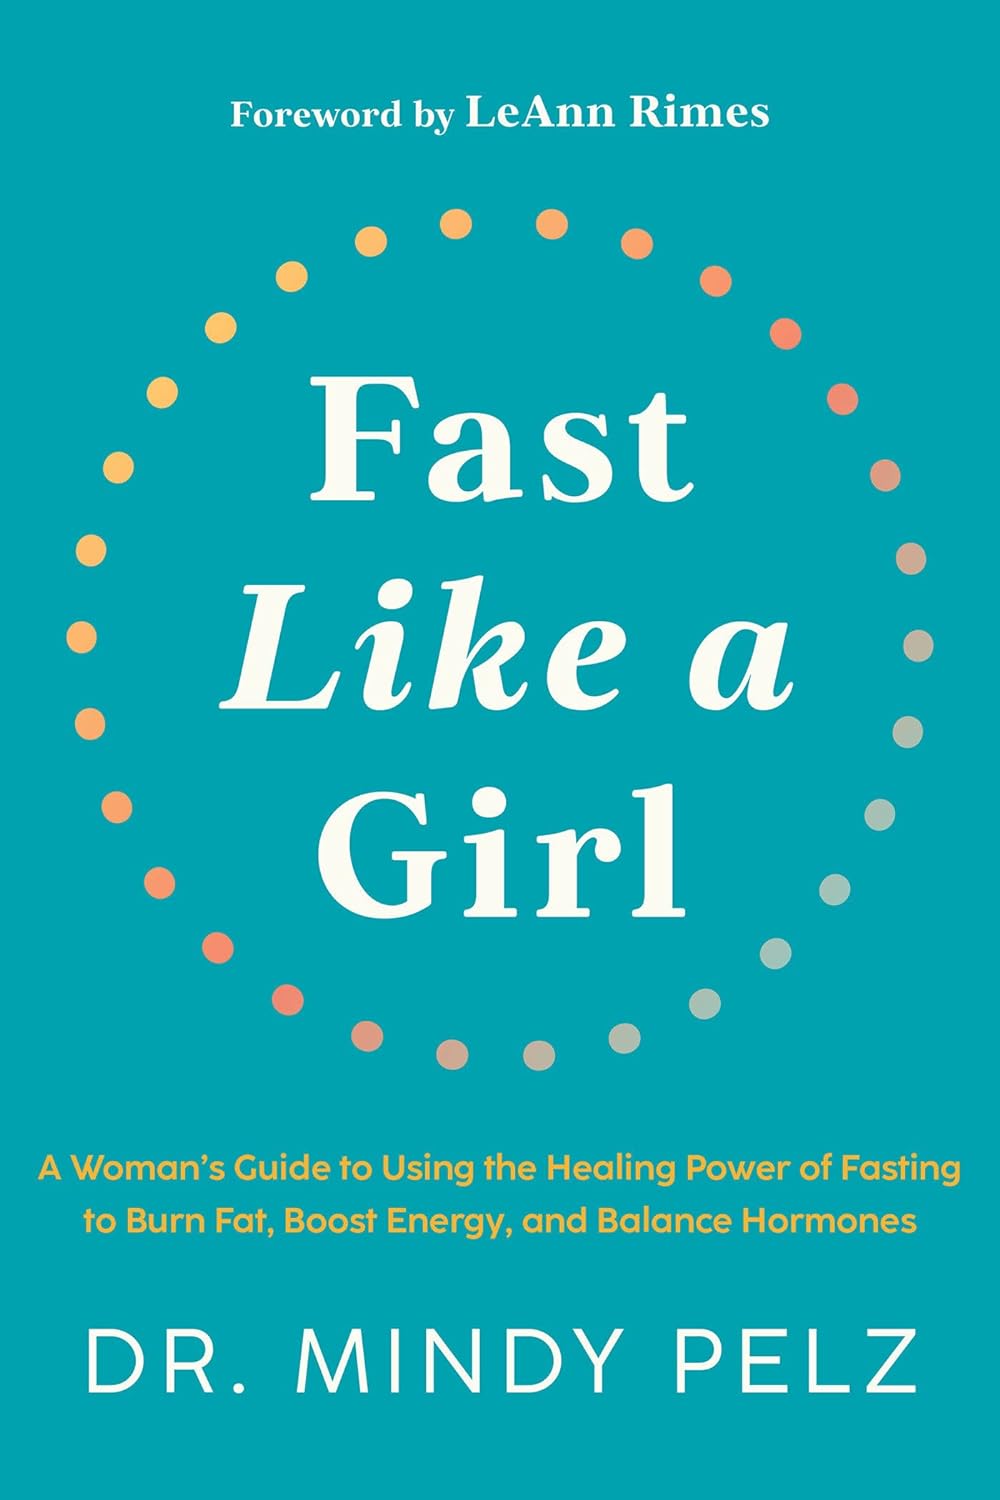 Foreword by LeAnn Rimes
Fast
Like a
Girl
A Woman’s Guide to Using the Healing Power of Fasting
to Burn Fat, Boost Energy, and Balance Hormones
DR. MINDY PELZ